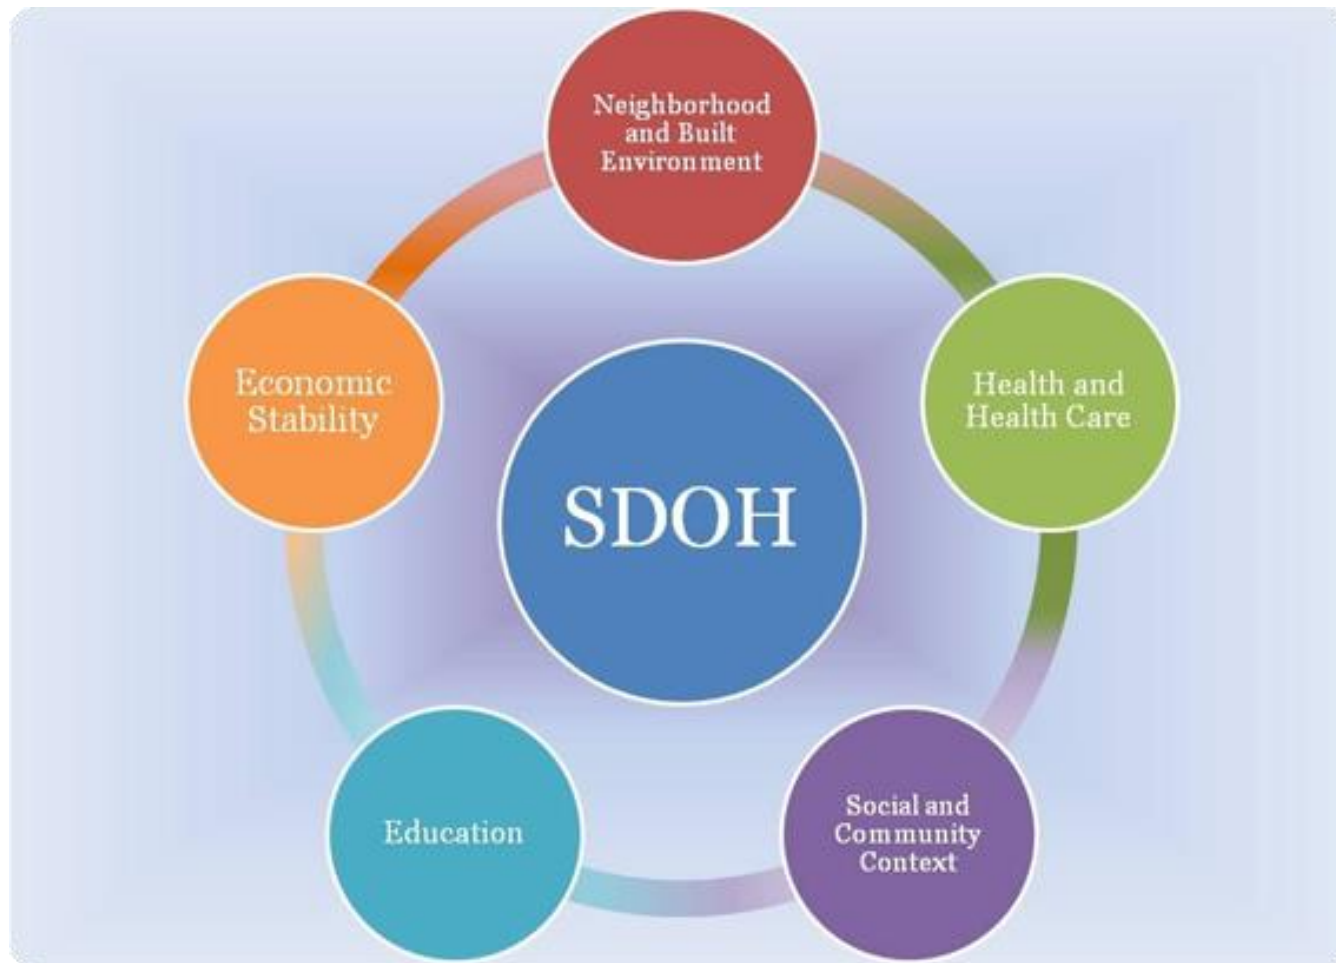 Neighborhood
and Built
Environment
Economic
Stability
Health and
Health Care
SDOH
Education
Social and
Community
Context